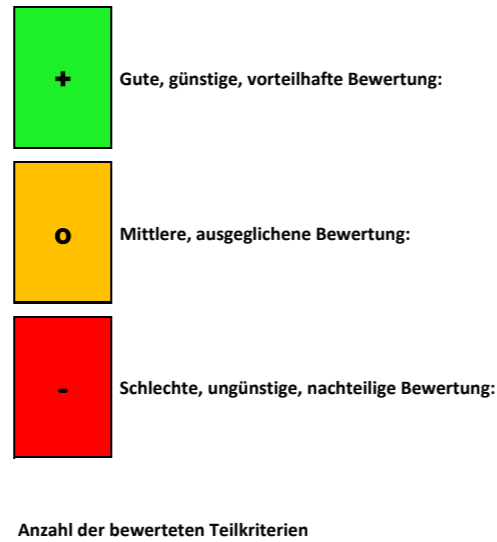 +
Gute, günstige, vorteilhafte Bewertung:
o
Mittlere, ausgeglichene Bewertung:
-
Schlechte, ungünstige, nachteilige Bewertung:
Anzahl der bewerteten Teilkriterien